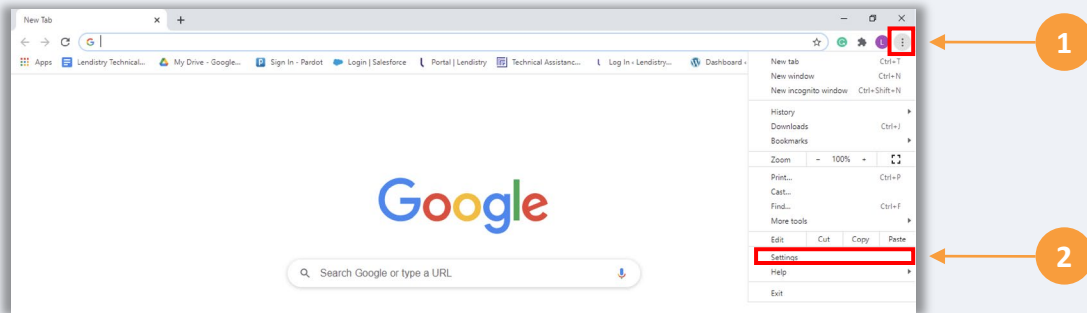 New Tab
Apps Lendistry Technical... My Drive - Google... Sign In - Pardot Login | Salesforce Portal | Lendistry Technical Assistanc... Log In ‹ Lendistry... Dashboard ‹
L
1
New tab Ctrl+T
New window Ctrl+N
New incognito window Ctrl+Shift+N
History
Downloads Ctrl+J
Bookmarks
Zoom - 100% +
Print... Ctrl+P
Cast...
Find... Ctrl+F
More tools
Edit Cut Copy Paste
Settings
2
Help
Exit
Google
Search Google or type a URL